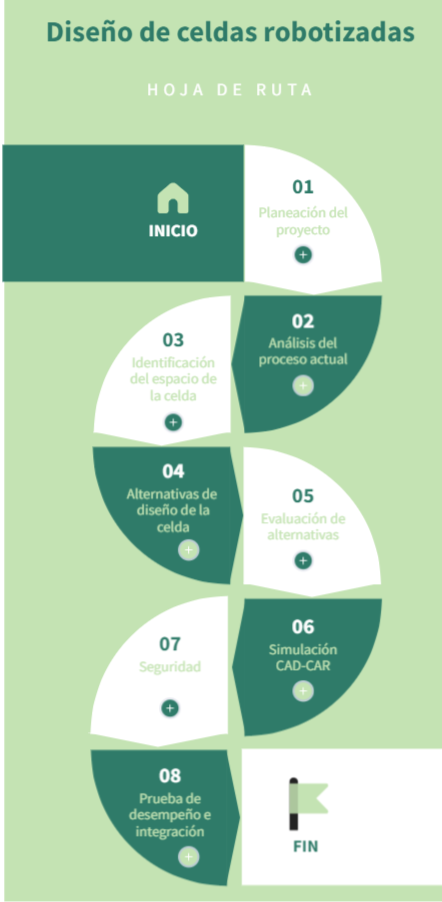 Diseño de celdas robotizadas
HOJA DE RUTA
INICIO
01
Planeación del
proyecto
02
Análisis del
proceso actual
03
Identificación
del espacio de
la celda
04
Alternativas de
diseño de la
celda
05
Evaluación de
alternativas
06
Simulación
CAD-CAR
07
Seguridad
08
Prueba de
desempeño e
integración
FIN